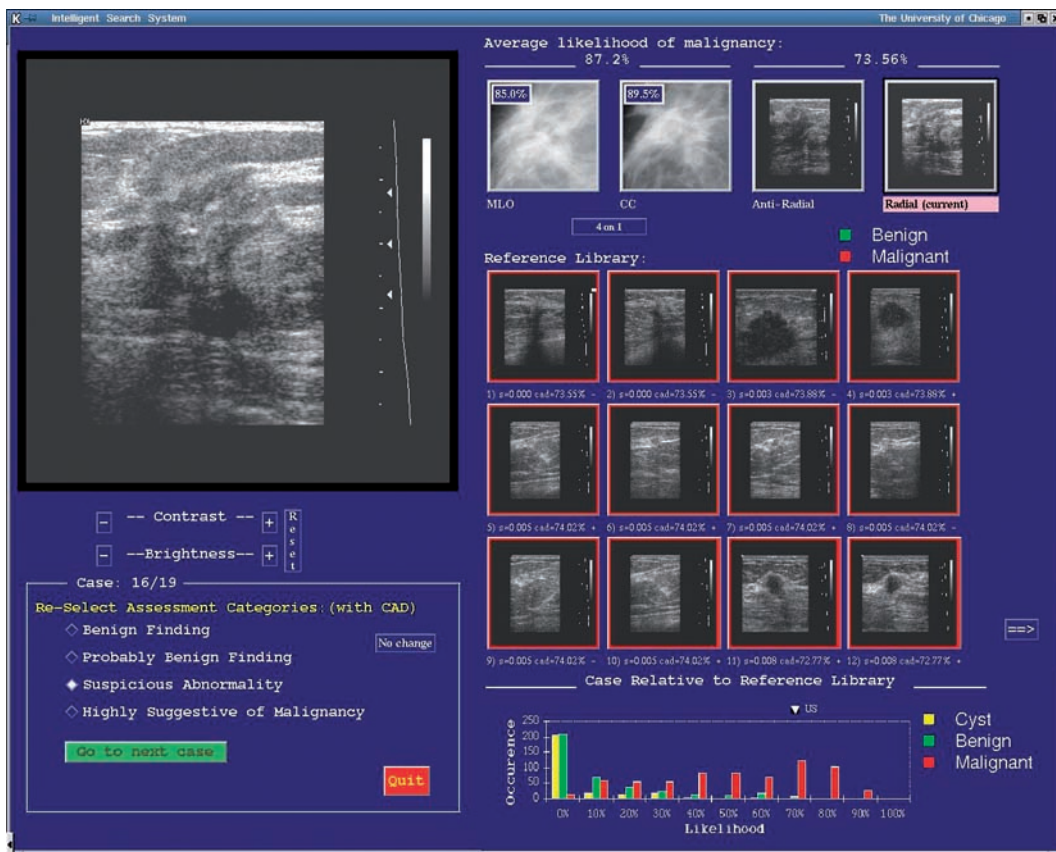 Intelligent Search System
The University of Chicago
Average likelihood of malignancy:
87.2%
73.56%
85.0%
89.5%
MLO
CC
Anti-Radial
Radial (current)
4 on 1
Benign
Malignant
Reference Library:
1) s=0.000 cad=73.55% -
2) s=0.000 cad=73.55% -
3) s=0.003 cad=73.88% -
4) s=0.003 cad=73.88% +
5) s=0.005 cad=74.02% +
6) s=0.005 cad=74.02% +
7) s=0.005 cad=74.02% +
8) s=0.005 cad=74.02% -
9) s=0.005 cad=74.02% -
10) s=0.005 cad=74.02% +
11) s=0.008 cad=72.77% +
12) s=0.008 cad=72.77% +
==>
-- Contrast --
--Brightness--
Reset
Case: 16/19
Re-Select Assessment Categories:(with CAD)
Benign Finding
No change
Probably Benign Finding
Suspicious Abnormality
Highly Suggestive of Malignancy
Go to next case
Quit
Case Relative to Reference Library
US
Cyst
Benign
Malignant
Occurence
250
200
150
100
50
0
0% 10% 20% 30% 40% 50% 60% 70% 80% 90% 100%
Likelihood